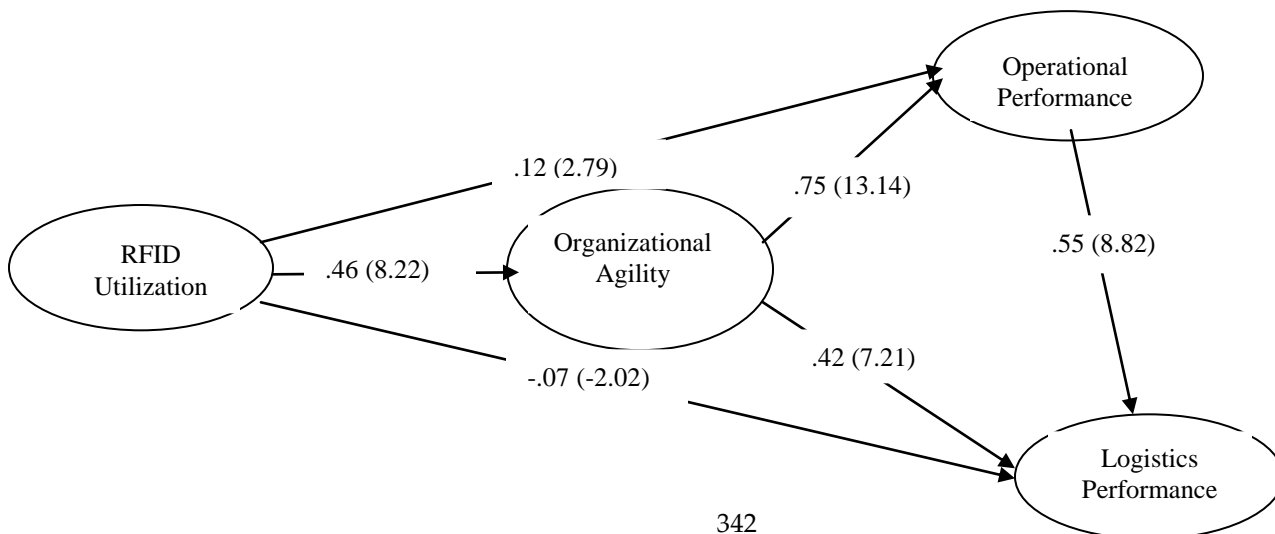 Operational
Performance
.12 (2.79)
.75 (13.14)
RFID
Utilization
.46 (8.22)
Organizational
Agility
.55 (8.82)
.42 (7.21)
-.07 (-2.02)
Logistics
Performance
342